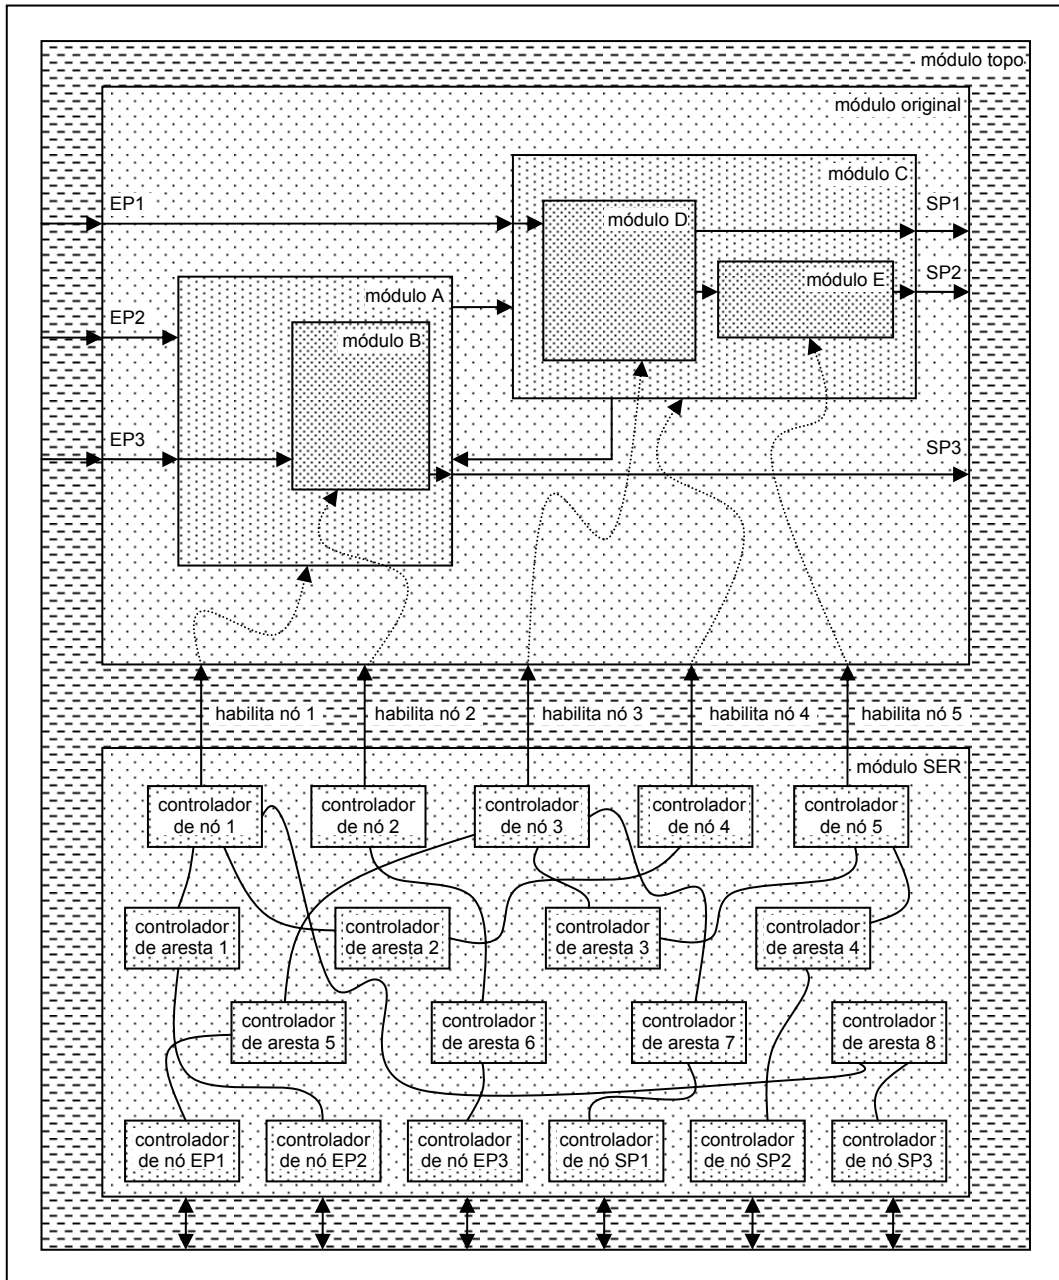 módulo topo
módulo original
módulo C
EP1
SP1
módulo D
SP2
módulo E
módulo A
EP2
módulo B
EP3
SP3
habilita nó 1
habilita nó 2
habilita nó 3
habilita nó 4
habilita nó 5
módulo SER
controlador
de nó 1
controlador
de nó 2
controlador
de nó 3
controlador
de nó 4
controlador
de nó 5
controlador
de aresta 1
controlador
de aresta 2
controlador
de aresta 3
controlador
de aresta 4
controlador
de aresta 5
controlador
de aresta 6
controlador
de aresta 7
controlador
de aresta 8
controlador
de nó EP1
controlador
de nó EP2
controlador
de nó EP3
controlador
de nó SP1
controlador
de nó SP2
controlador
de nó SP3